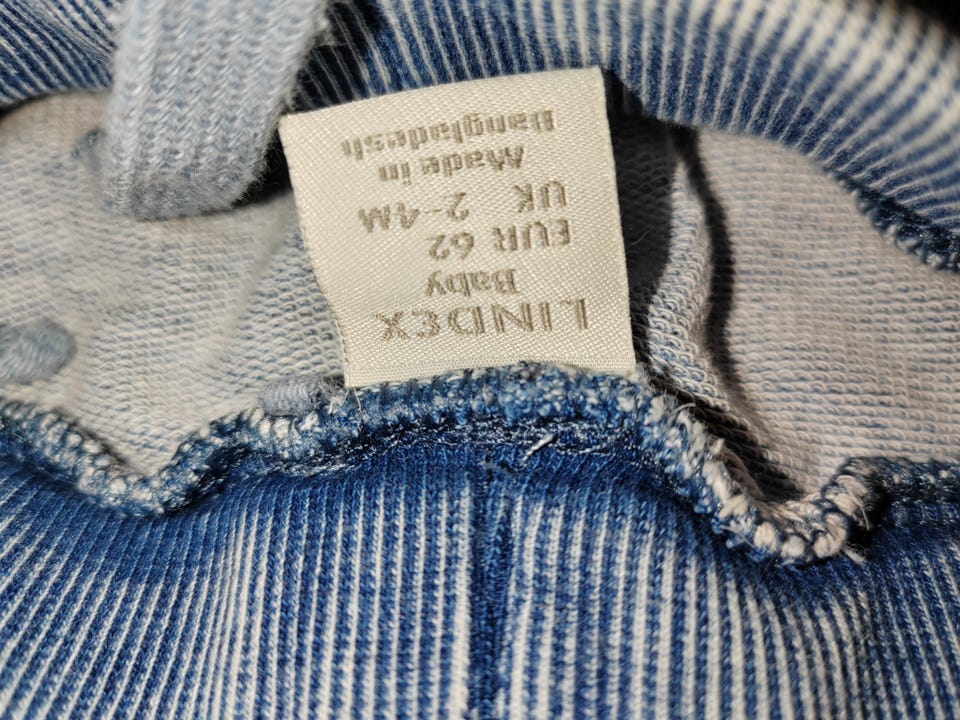 LINDEX
Baby
EUR 62
UK 2-4M
Made in
Bangladesh